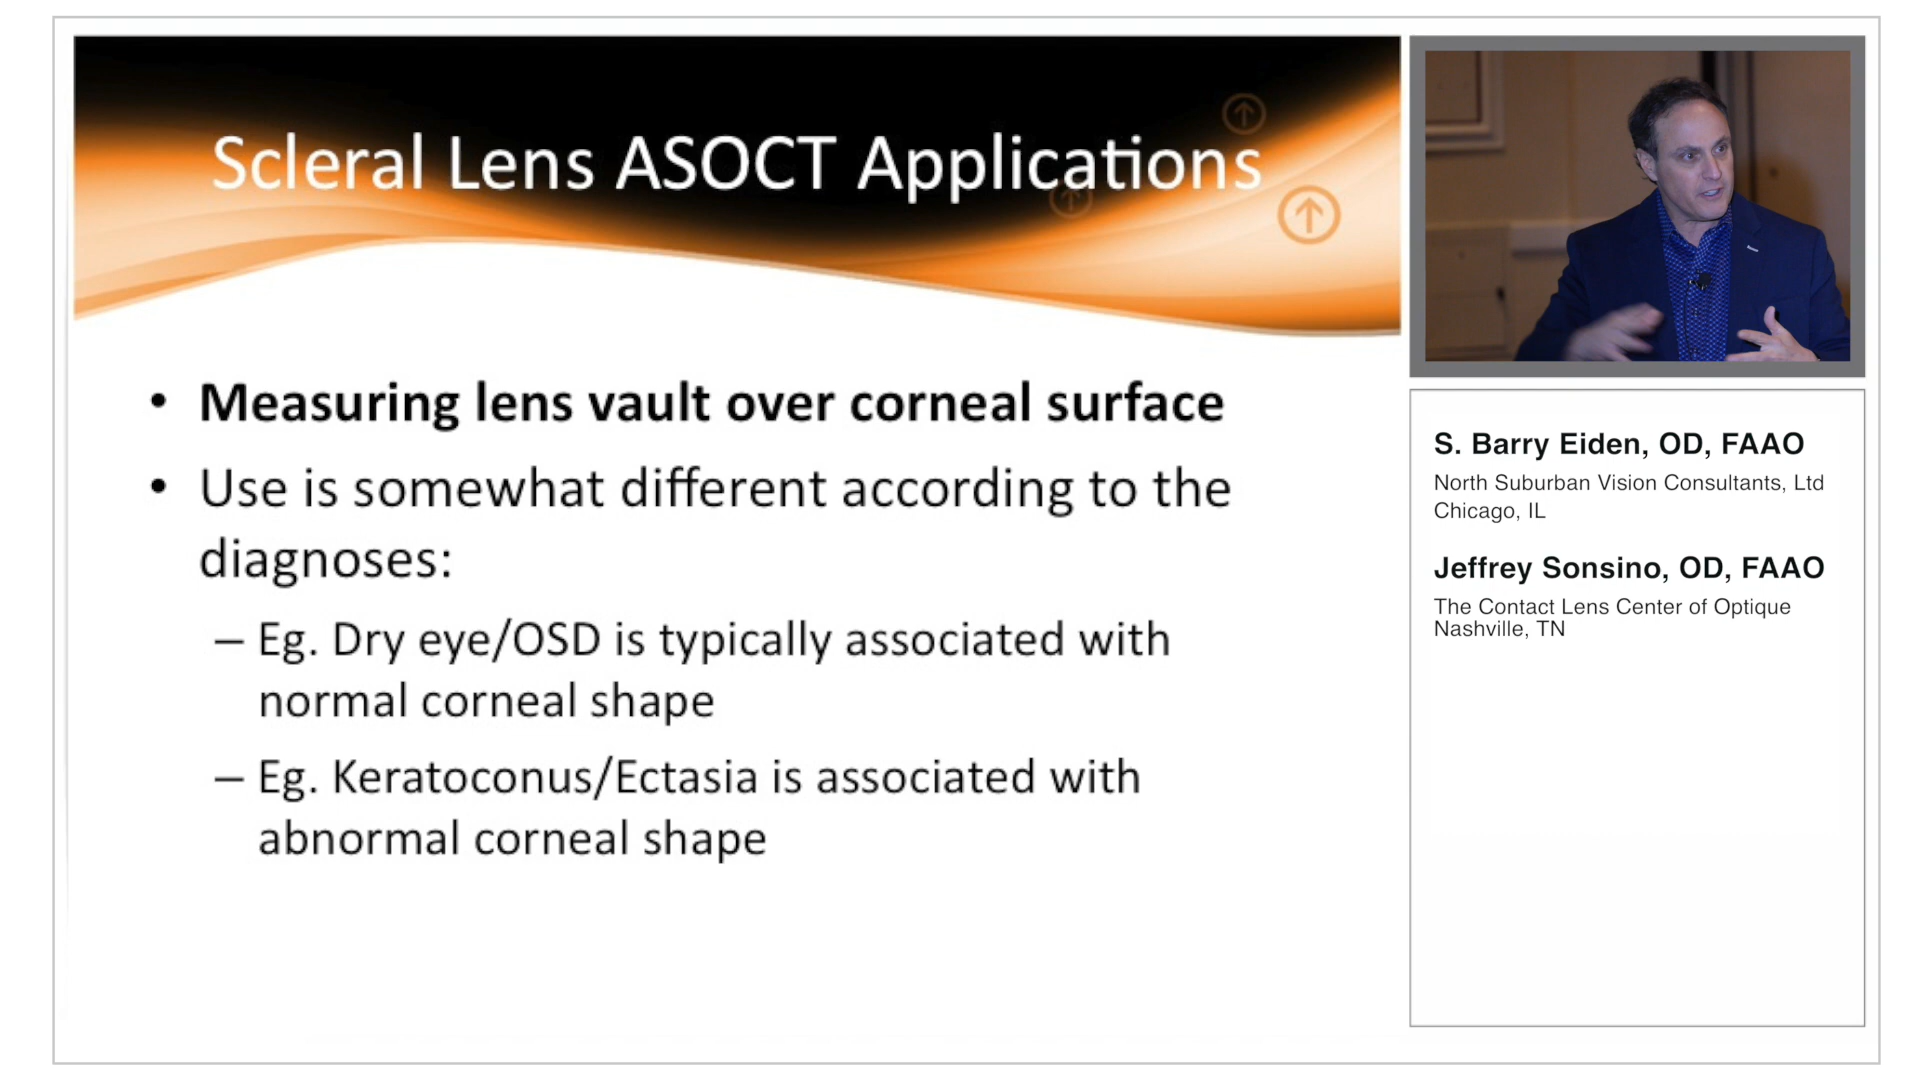 Scleral Lens ASOCT Applications
• Measuring lens vault over corneal surface
• Use is somewhat different according to the
diagnoses:
– Eg. Dry eye/OSD is typically associated with
normal corneal shape
– Eg. Keratoconus/Ectasia is associated with
abnormal corneal shape
S. Barry Eiden, OD, FAAO
North Suburban Vision Consultants, Ltd
Chicago, IL
Jeffrey Sonsino, OD, FAAO
The Contact Lens Center of Optique
Nashville, TN